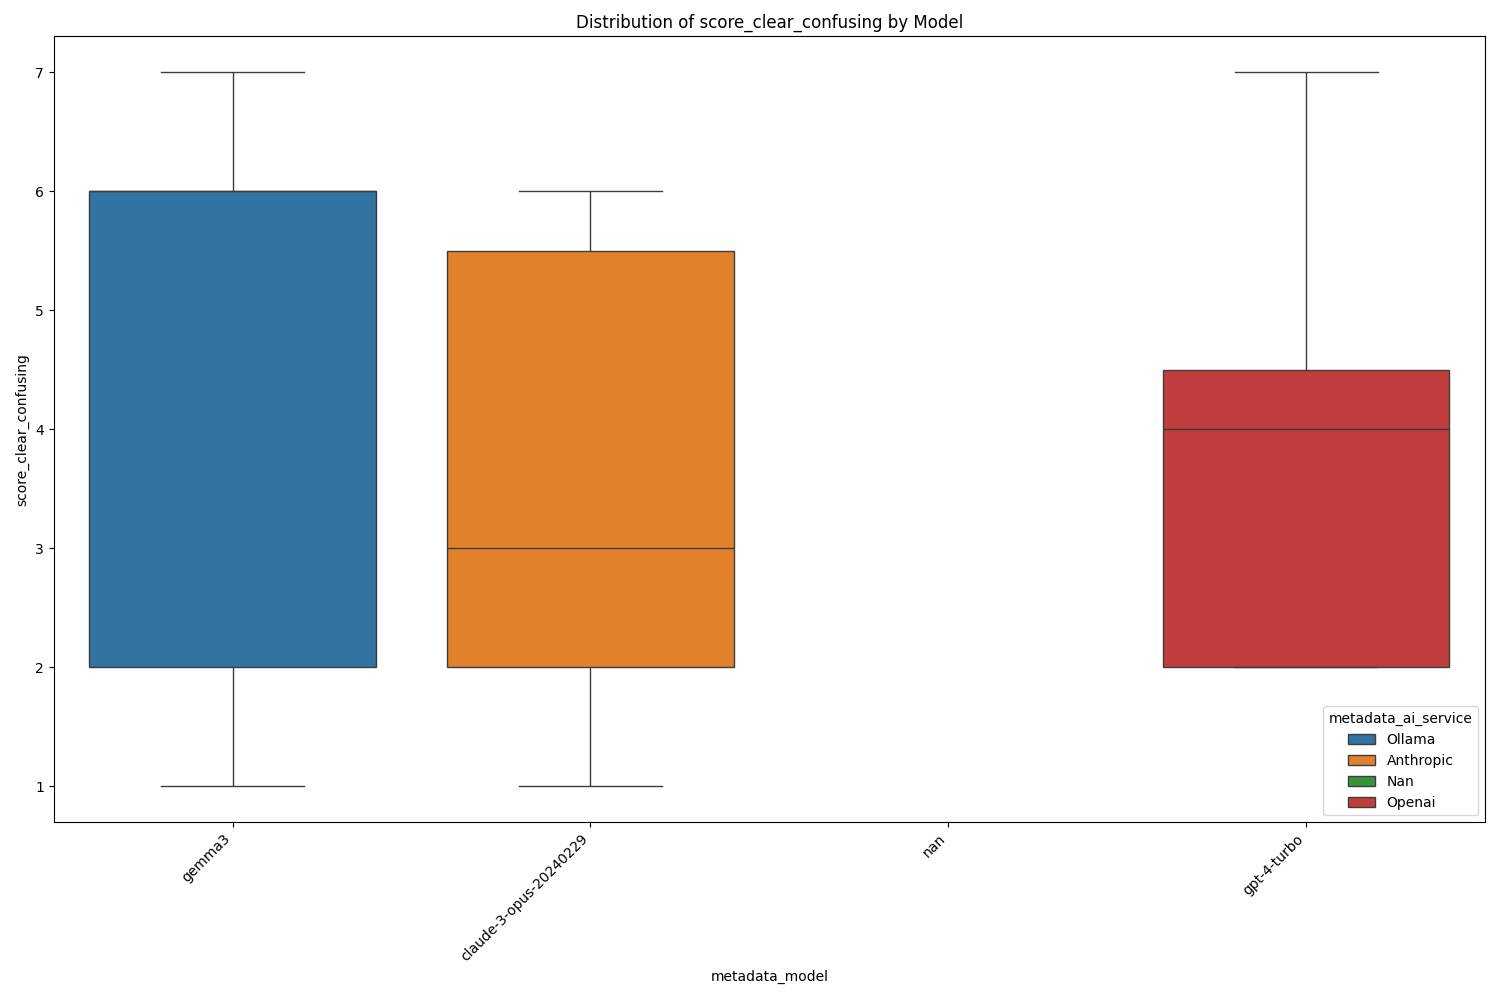 Distribution of score_clear_confusing by Model
score_clear_confusing
7
6
5
4
3
2
1
gemma3
claude-3-opus-20240229
nan
gpt-4-turbo
metadata_model
metadata_ai_service
Ollama
Anthropic
Nan
Openai